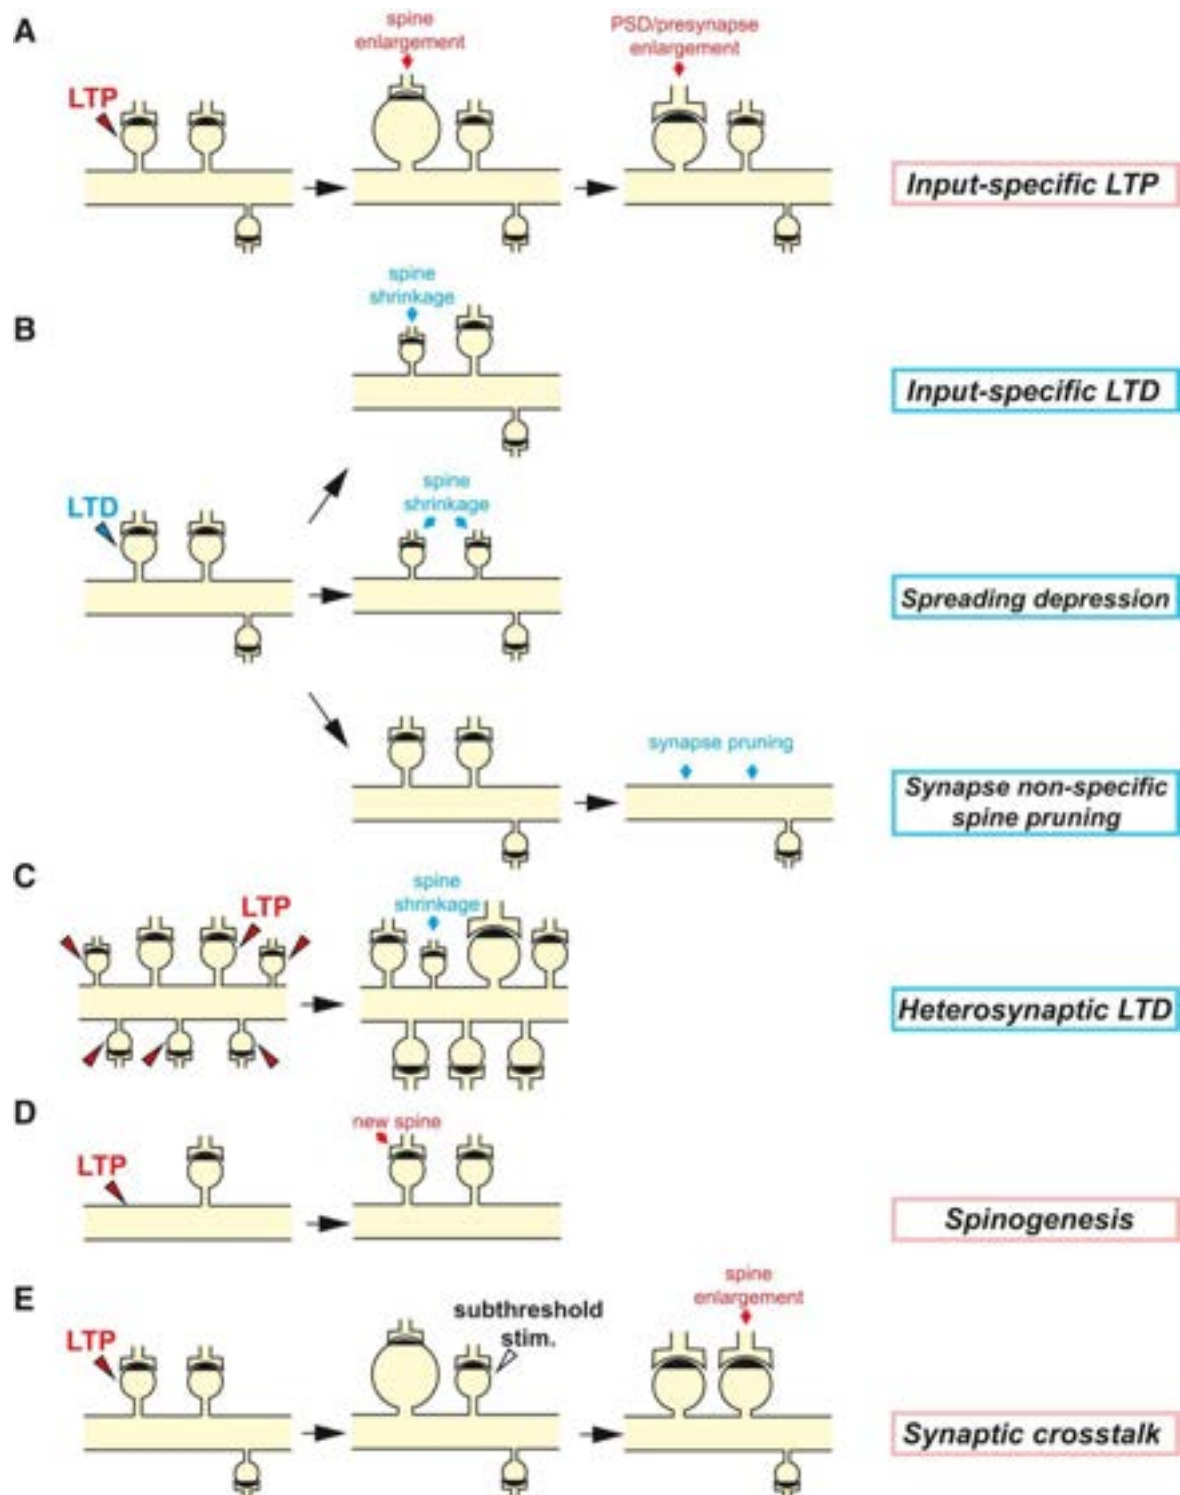 A
spine
enlargement
PSD/presynapse
enlargement
LTP
Input-specific LTP
B
spine
shrinkage
Input-specific LTD
LTD
spine
shrinkage
Spreading depression
synapse pruning
Synapse non-specific
spine pruning
C
LTP
spine
shrinkage
Heterosynaptic LTD
D
LTP
new spine
Spinogenesis
E
LTP
subthreshold
stim.
spine
enlargement
Synaptic crosstalk